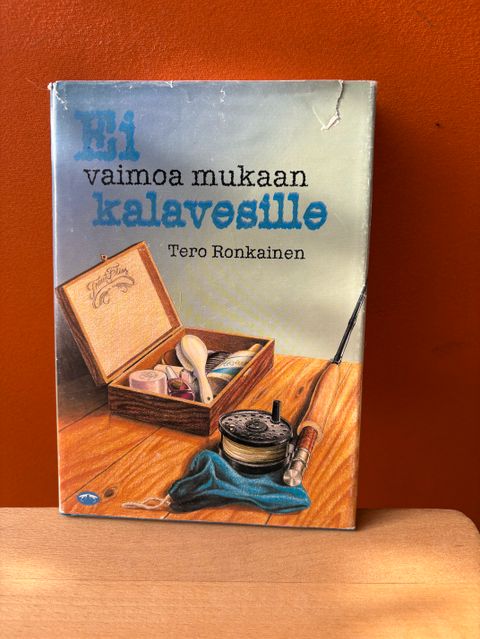 Ei
vaimoa mukaan
kalavesille
Tero Ronkainen